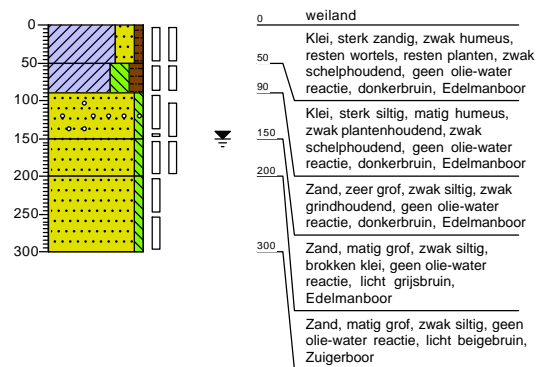 0
50
100
150
200
250
300
0
weiland
Klei, sterk zandig, zwak humeus,
resten wortels, resten planten, zwak
schelphoudend, geen olie-water
reactie, donkerbruin, Edelmanboor
50
Klei, sterk siltig, matig humeus,
zwak plantenhoudend, zwak
schelphoudend, geen olie-water
reactie, donkerbruin, Edelmanboor
90
Zand, zeer grof, zwak siltig, zwak
grindhoudend, geen olie-water
reactie, donkerbruin, Edelmanboor
150
Zand, matig grof, zwak siltig,
brokken klei, geen olie-water
reactie, licht grijsbruin,
Edelmanboor
200
Zand, matig grof, zwak siltig, geen
olie-water reactie, licht beigebruin,
Zuigerboor
300